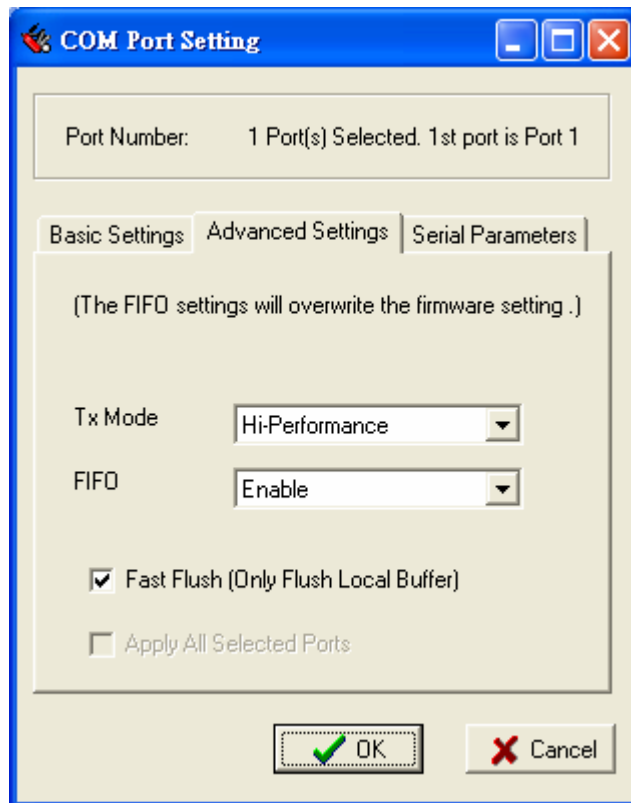 COM Port Setting
Port Number: 1 Port(s) Selected. 1st port is Port 1
Basic Settings Advanced Settings Serial Parameters
(The FIFO settings will overwrite the firmware setting .)
Tx Mode Hi-Performance
FIFO Enable
Fast Flush (Only Flush Local Buffer)
Apply All Selected Ports
OK Cancel